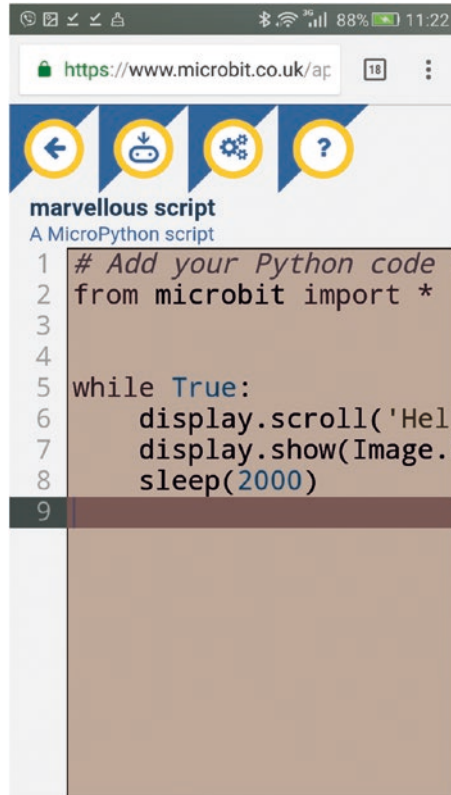 3G 88% 11:22
https://www.microbit.co.uk/ap 18
?
marvellous script
A MicroPython script
1 # Add your Python code
2 from microbit import *
3
4
5 while True:
6 display.scroll('Hel
7 display.show(Image.
8 sleep(2000)
9